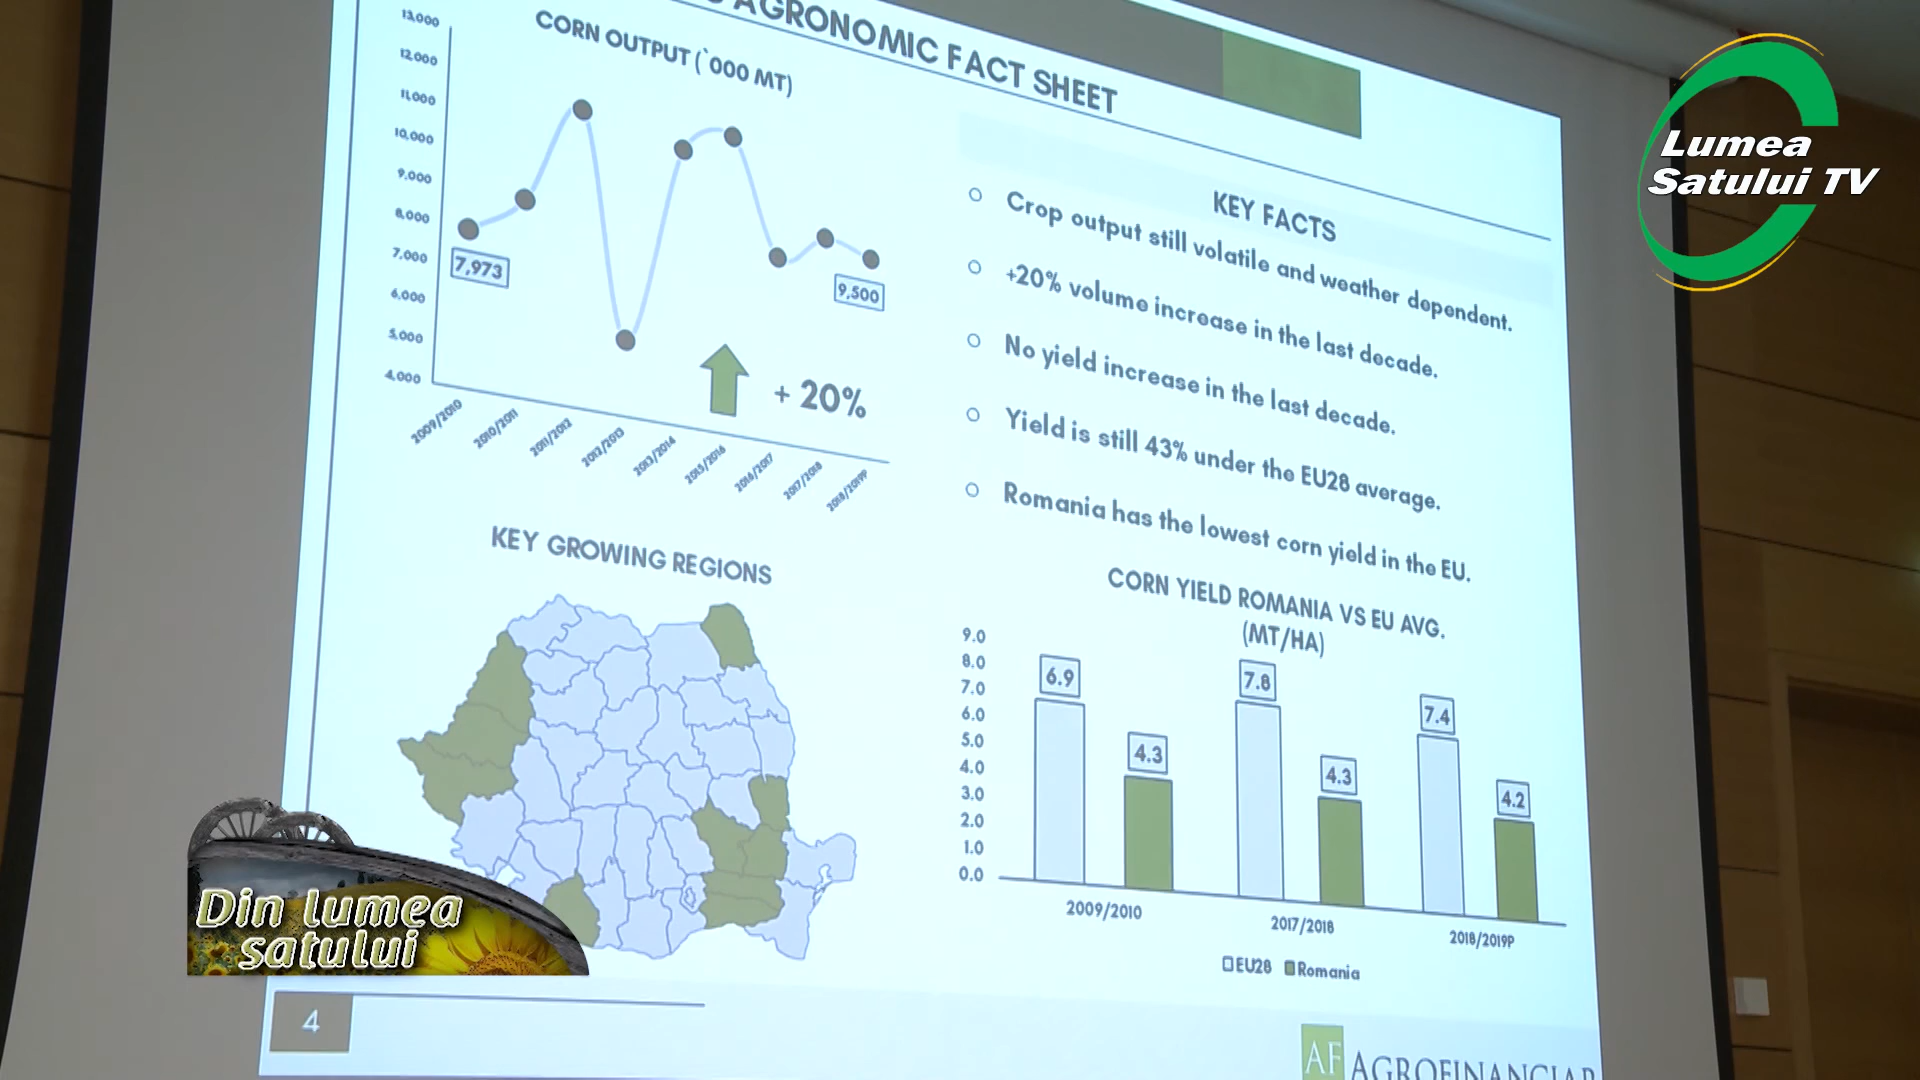 AGRONOMIC FACT SHEET
CORN OUTPUT (`000 MT)
13,000
12,000
11,000
10,000
9,000
8,000
7,000
6,000
5,000
4,000
7,973
9,500
+ 20%
2009/2010
2010/2011
2011/2012
2012/2013
2013/2014
2015/2016
2016/2017
2017/2018
2018/2019P
KEY FACTS
Crop output still volatile and weather dependent.
+20% volume increase in the last decade.
No yield increase in the last decade.
Yield is still 43% under the EU28 average.
Romania has the lowest corn yield in the EU.
KEY GROWING REGIONS
CORN YIELD ROMANIA VS EU AVG.
(MT/HA)
9.0
8.0
7.0
6.0
5.0
4.0
3.0
2.0
1.0
0.0
6.9
4.3
7.8
4.3
7.4
4.2
2009/2010
2017/2018
2018/2019P
EU28 Romania
4
AF AGROFINANCIAR
Lumea
Satului TV
Din lumea
satului